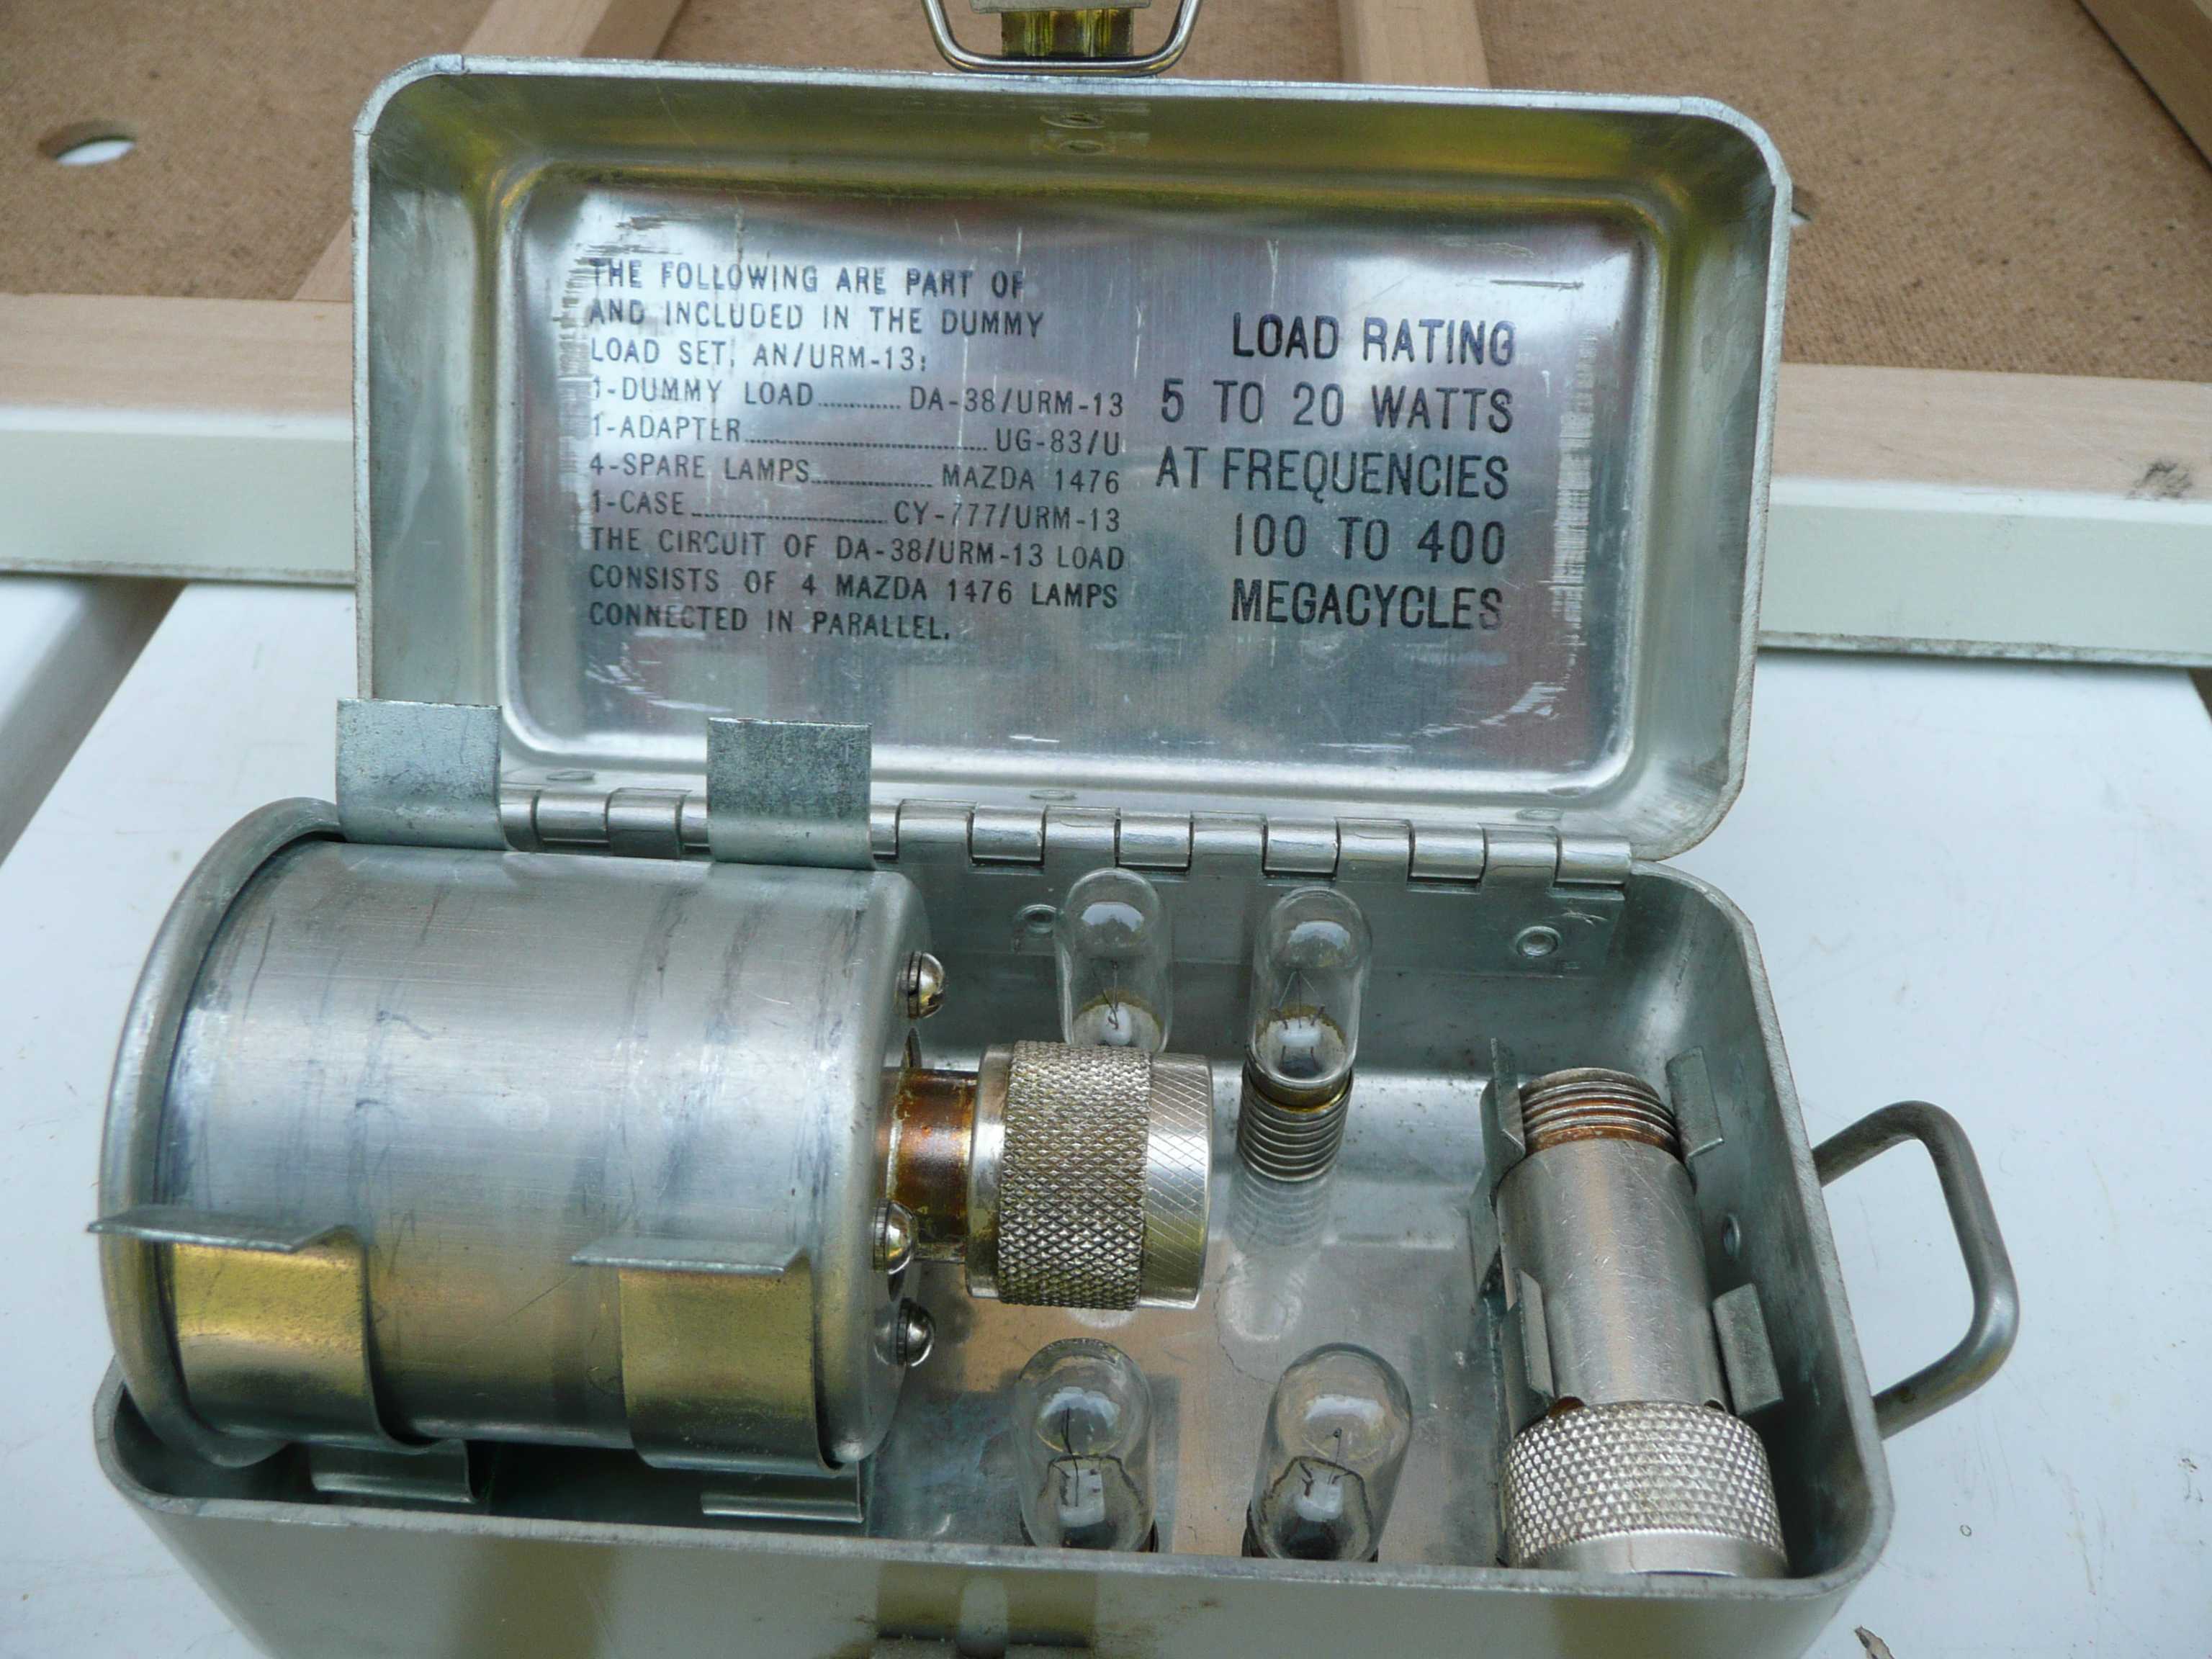 THE FOLLOWING ARE PART OF
AND INCLUDED IN THE DUMMY
LOAD SET, AN/URM-13:
1-DUMMY LOAD ............ DA-38/URM-13
1-ADAPTER .................................. UG-83/U
4-SPARE LAMPS .................. MAZDA 1476
1-CASE ............................ CY-777/URM-13
THE CIRCUIT OF DA-38/URM-13 LOAD
CONSISTS OF 4 MAZDA 1476 LAMPS
CONNECTED IN PARALLEL.
LOAD RATING
5 TO 20 WATTS
AT FREQUENCIES
100 TO 400
MEGACYCLES